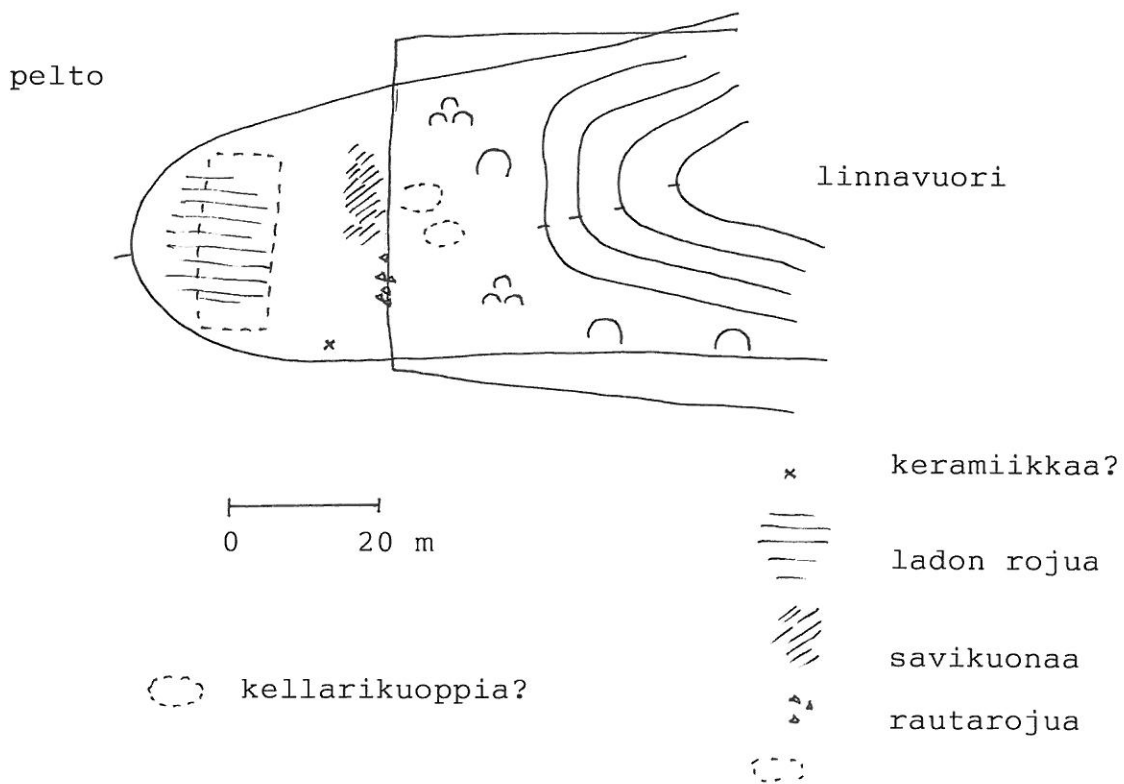 pelto
linnavuori
keramiikkaa?
0 20 m
ladon rojua
savikuonaa
kellarikuoppia?
rautarojua